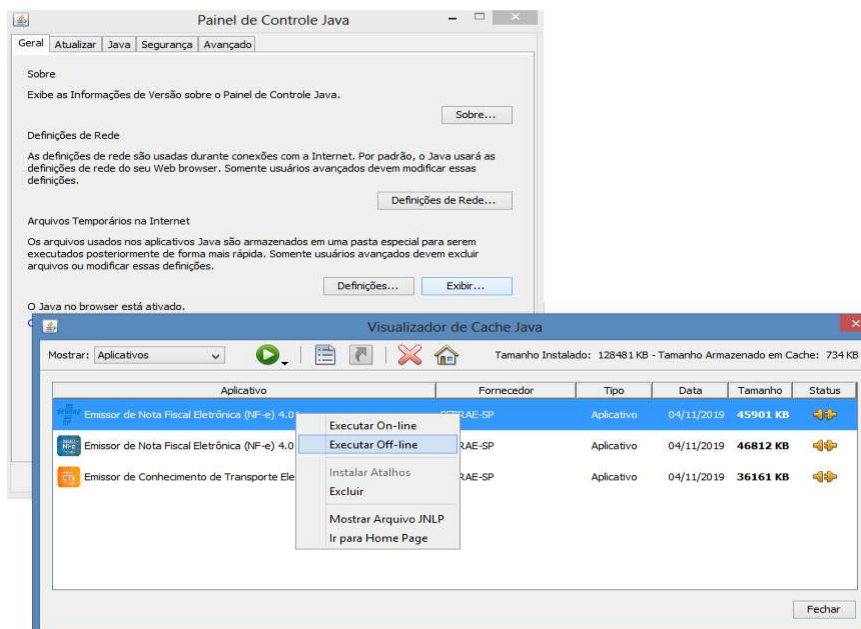 Painel de Controle Java
Geral Atualizar Java Segurança Avançado
Sobre
Exibe as Informações de Versão sobre o Painel de Controle Java.
Sobre...
Definições de Rede
As definições de rede são usadas durante conexões com a Internet. Por padrão, o Java usará as
definições de rede do seu Web browser. Somente usuários avançados devem modificar essas
definições.
Definições de Rede...
Arquivos Temporários na Internet
Os arquivos usados nos aplicativos Java são armazenados em uma pasta especial para serem
executados posteriormente de forma mais rápida. Somente usuários avançados devem excluir
arquivos ou modificar essas definições.
Definições... Exibir...
O Java no browser está ativado.
Visualizador de Cache Java
Mostrar: Aplicativos Tamanho Instalado: 128481 KB - Tamanho Armazenado em Cache: 734 KB
Aplicativo Fornecedor Tipo Data Tamanho Status
Emissor de Nota Fiscal Eletrônica (NF-e) 4.01 SEBRAE-SP Aplicativo 04/11/2019 45901 KB
Emissor de Nota Fiscal Eletrônica (NF-e) 4.0 RAE-SP Aplicativo 04/11/2019 46812 KB
CTe Emissor de Conhecimento de Transporte Ele RAE-SP Aplicativo 04/11/2019 36161 KB
Executar On-line
Executar Off-line
Instalar Atalhos
Excluir
Mostrar Arquivo JNLP
Ir para Home Page
Fechar